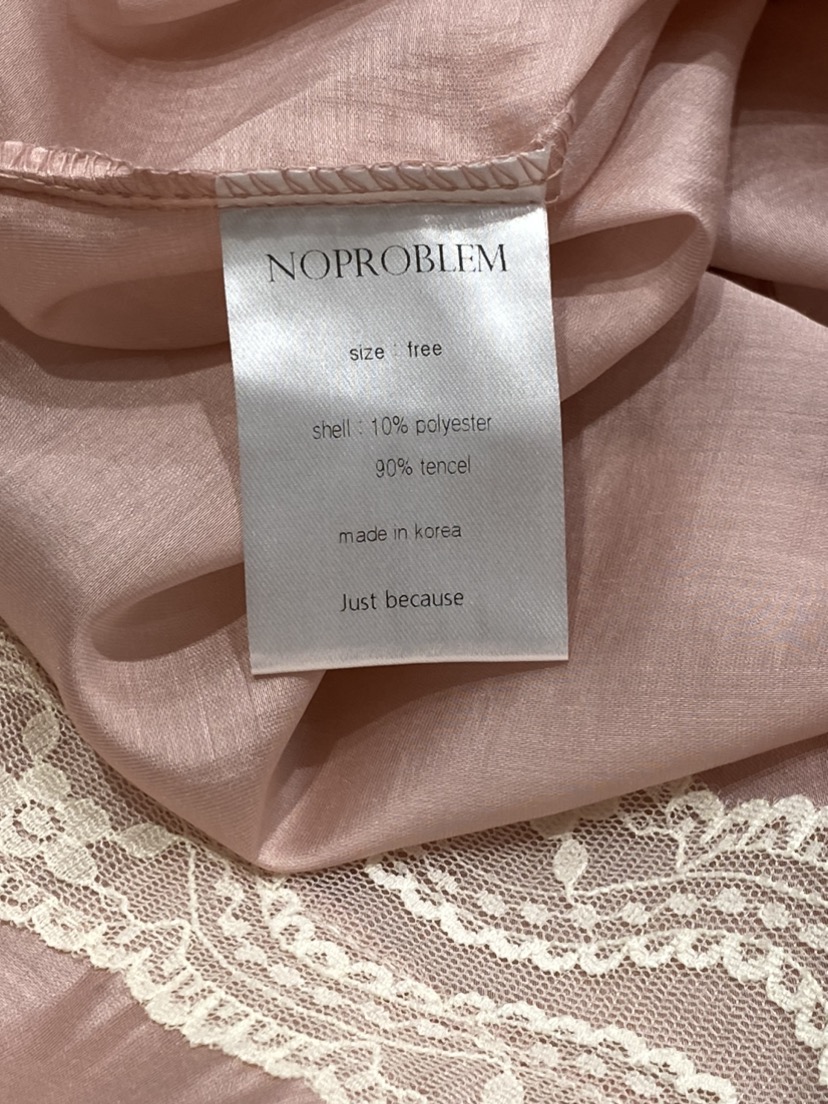 NOPROBLEM
size : free
shell : 10% polyester
90% tencel
made in korea
Just because